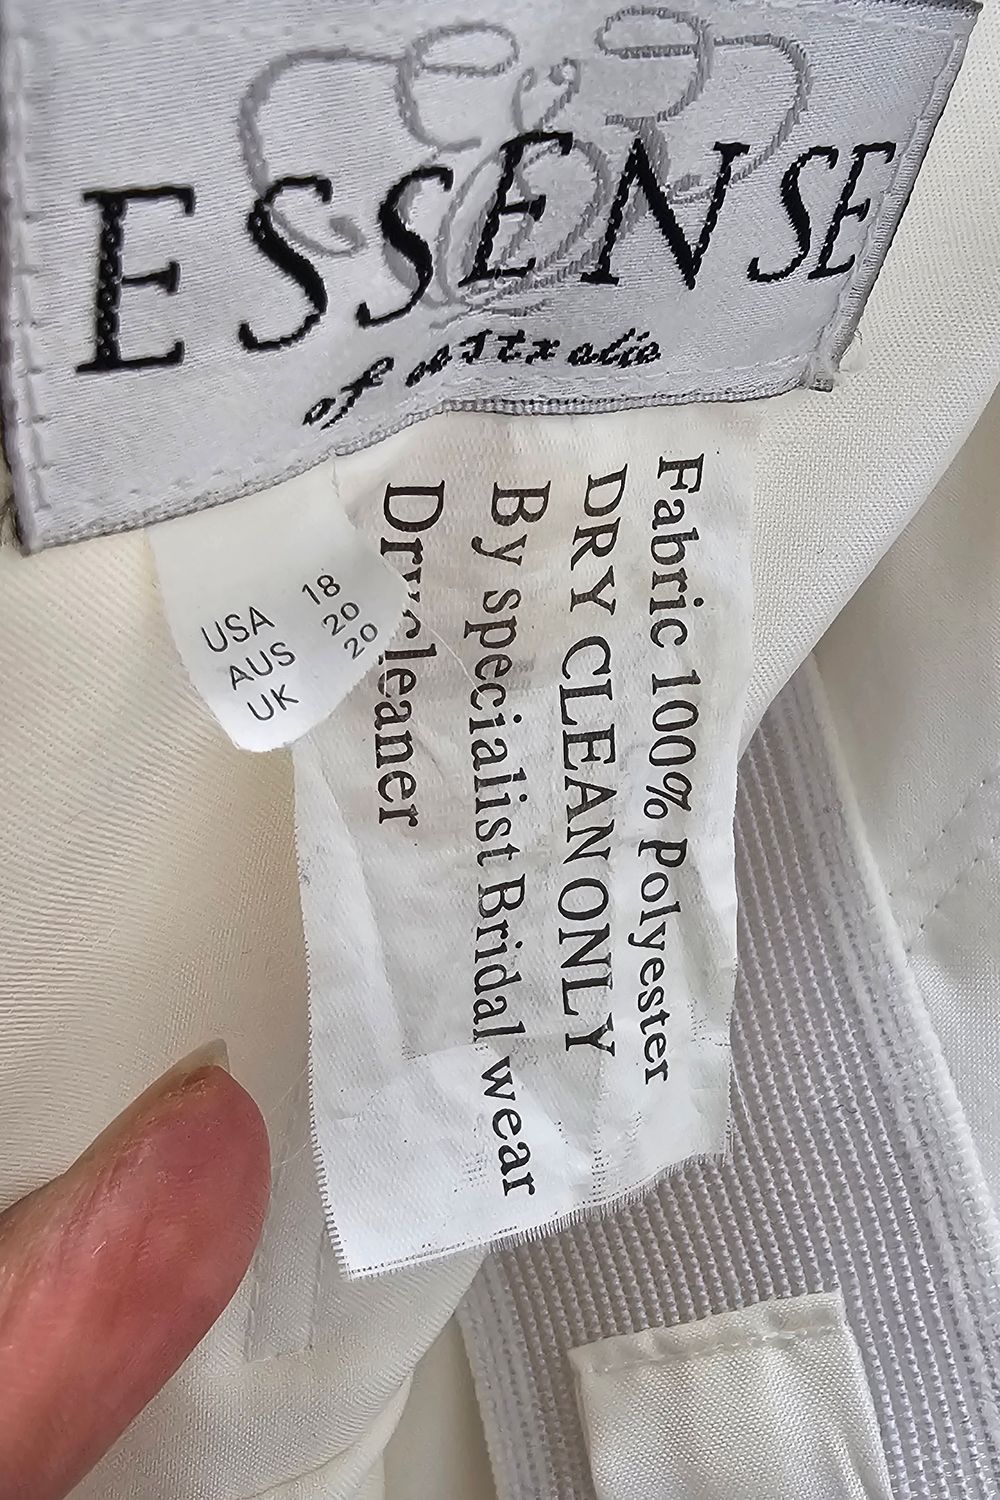 ESSENSE
of australia
USA 18
AUS 20
UK 20
Fabric 100% Polyester
DRY CLEAN ONLY
By specialist Bridal wear
Drycleaner